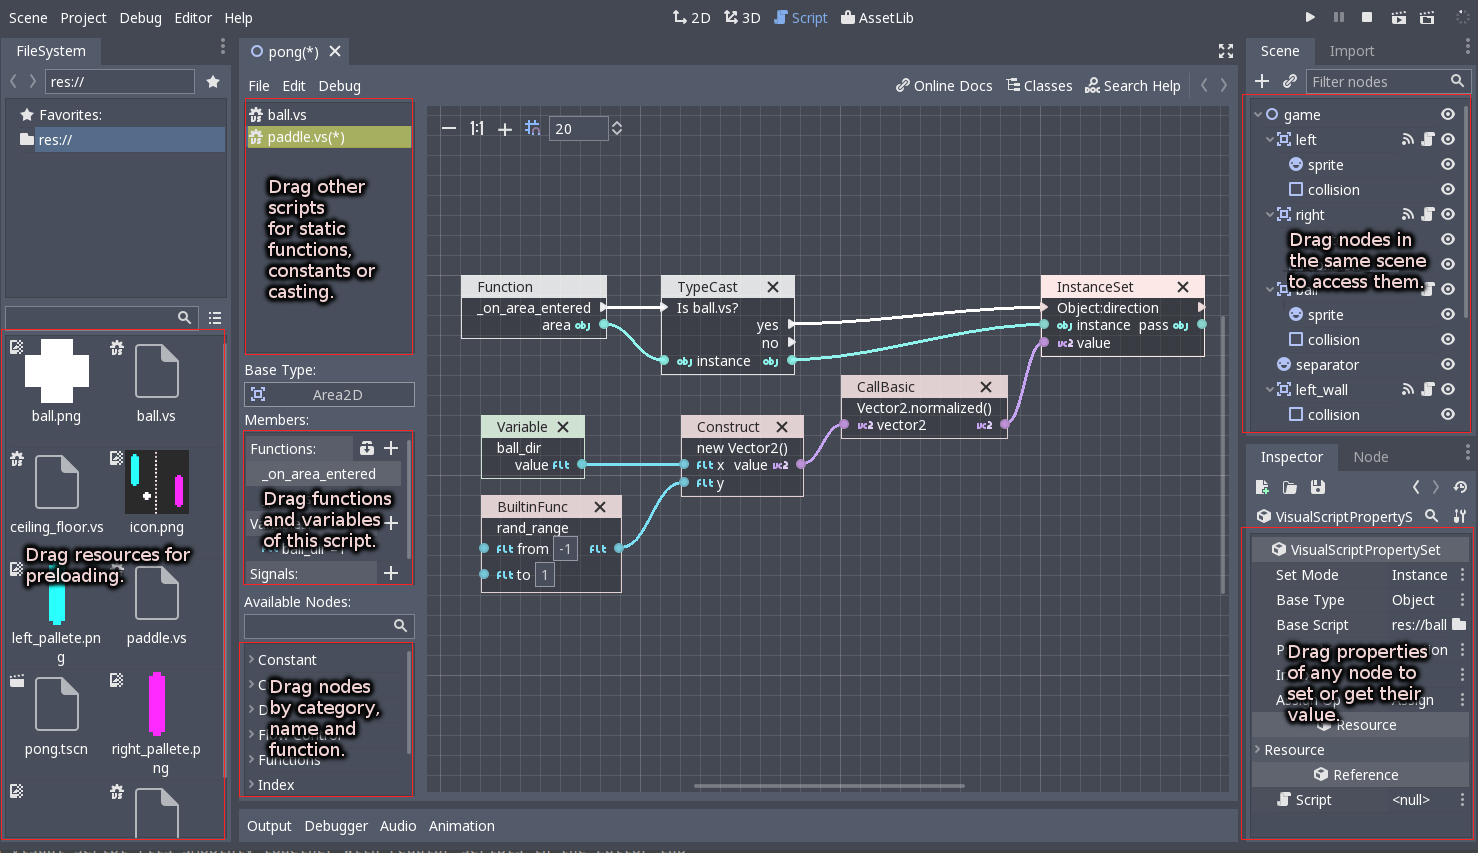 Scene Project Debug Editor Help
2D 3D Script AssetLib
FileSystem
res://
Favorites:
res://
ball.png
ball.vs
ceiling_floor.vs
icon.png
Drag resources for
preloading.
left_pallete.pn
g
paddle.vs
pong.tscn
right_pallete.p
ng
pong(*)
File Edit Debug
Online Docs Classes Search Help
ball.vs
paddle.vs(*)
Drag other
scripts
for static
functions,
constants or
casting.
Base Type:
Area2D
Members:
Functions:
_on_area_entered
Drag functions
and variables
of this script.
Signals:
Available Nodes:
Constant
Drag nodes
by category,
name and
function.
Functions
Index
1:1
20
Function
_on_area_entered
area obj
TypeCast
Is ball.vs?
yes
no
obj instance obj
InstanceSet
Object:direction
obj instance pass obj
vc2 value
CallBasic
Vector2.normalized()
vc2 vector2 vc2
Variable
ball_dir
value flt
Construct
new Vector2()
flt x value vc2
flt y
BuiltinFunc
rand_range
flt from -1 flt
flt to 1
Output Debugger Audio Animation
Scene Import
Filter nodes
game
left
sprite
collision
right
Drag nodes in
the same scene
to access them.
ball
sprite
collision
separator
left_wall
collision
Inspector Node
VisualScriptPropertyS
VisualScriptPropertySet
Set Mode Instance
Base Type Object
Base Script res://ball
Drag properties
of any node to
set or get their
value.
Resource
Resource
Reference
Script <null>